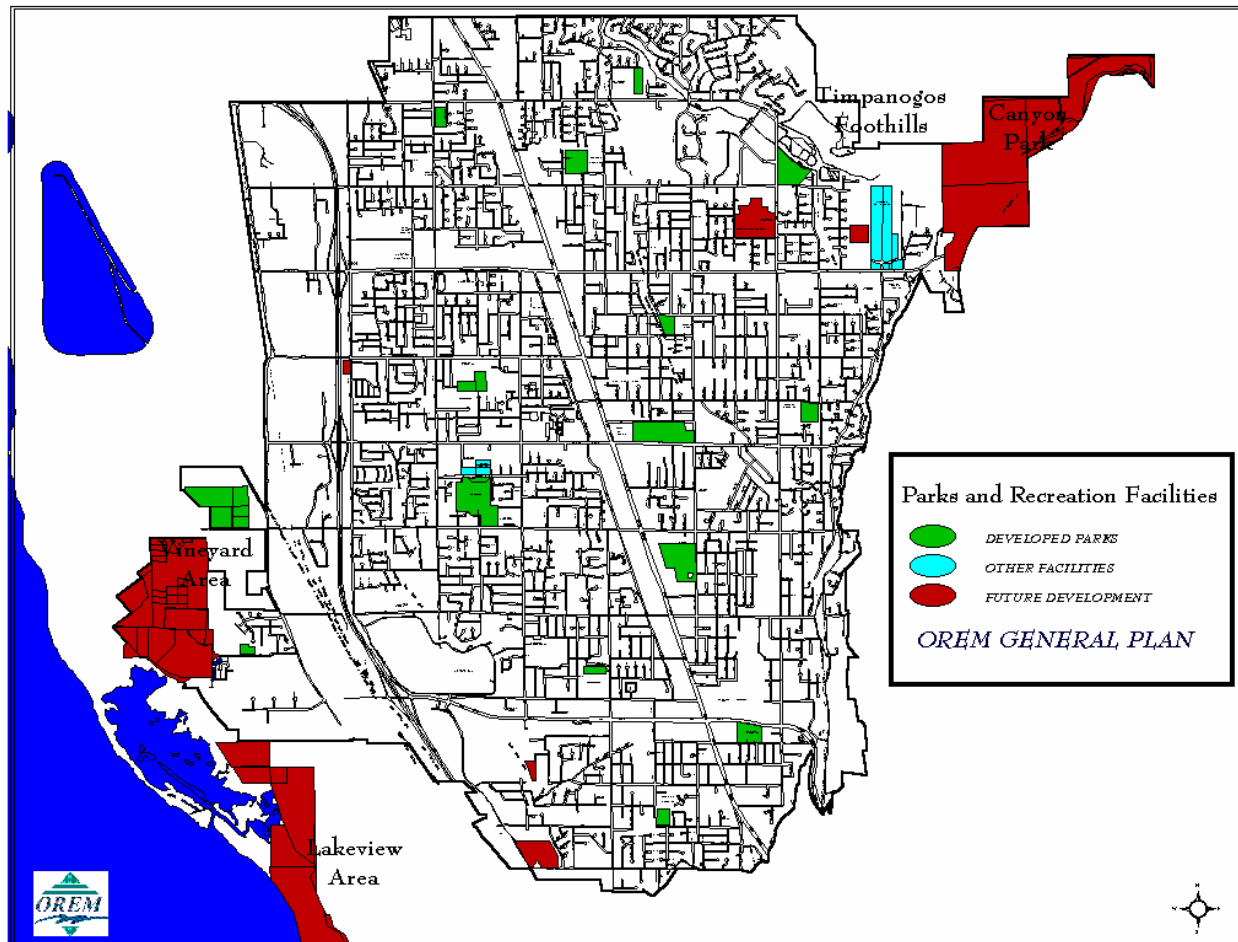 Timpanogos
Foothills
Canyon
Park
Parks and Recreation Facilities
DEVELOPED PARKS
OTHER FACILITIES
FUTURE DEVELOPMENT
OREM GENERAL PLAN
Vineyard
Area
Lakeview
Area
OREM